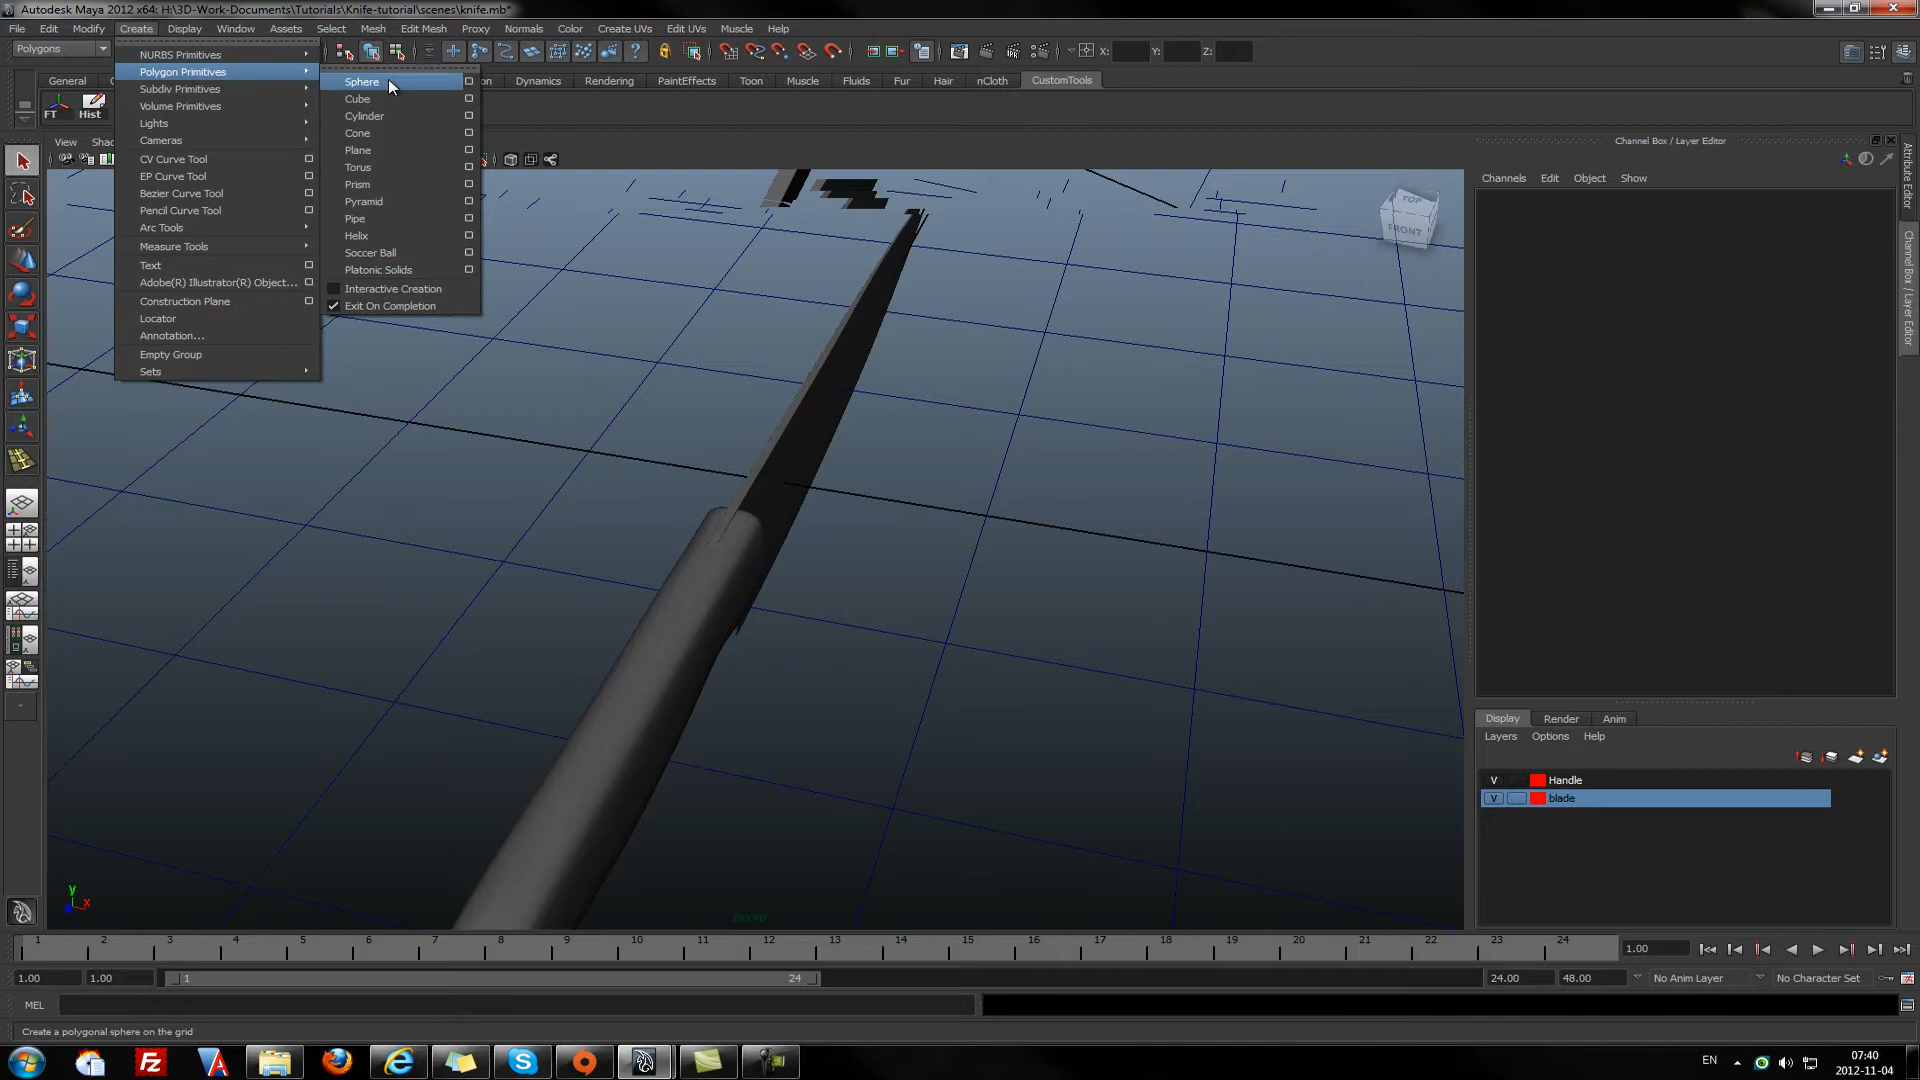 Autodesk Maya 2012 x64: H:\3D-Work-Documents\Tutorials\Knife-tutorial\scenes\knife.mb*
File Edit Modify Create Display Window Assets Select Mesh Edit Mesh Proxy Normals Color Create UVs Edit UVs Muscle Help
Polygons
X: Y: Z:
General Dynamics Rendering PaintEffects Toon Muscle Fluids Fur Hair nCloth CustomTools
FT Hist
View
NURBS Primitives
Polygon Primitives
Subdiv Primitives
Volume Primitives
Lights
Cameras
CV Curve Tool
EP Curve Tool
Bezier Curve Tool
Pencil Curve Tool
Arc Tools
Measure Tools
Text
Adobe(R) Illustrator(R) Object...
Construction Plane
Locator
Annotation...
Empty Group
Sets
Sphere
Cube
Cylinder
Cone
Plane
Torus
Prism
Pyramid
Pipe
Helix
Soccer Ball
Platonic Solids
Interactive Creation
Exit On Completion
TOP
FRONT
Channel Box / Layer Editor
Channels Edit Object Show
Attribute Editor
Channel Box / Layer Editor
Display Render Anim
Layers Options Help
V Handle
V blade
y
x
persp
1 2 3 4 5 6 7 8 9 10 11 12 13 14 15 16 17 18 19 20 21 22 23 24 1.00
1.00 1.00 1 24 24.00 48.00 No Anim Layer No Character Set
MEL
Create a polygonal sphere on the grid
EN 07:40
2012-11-04